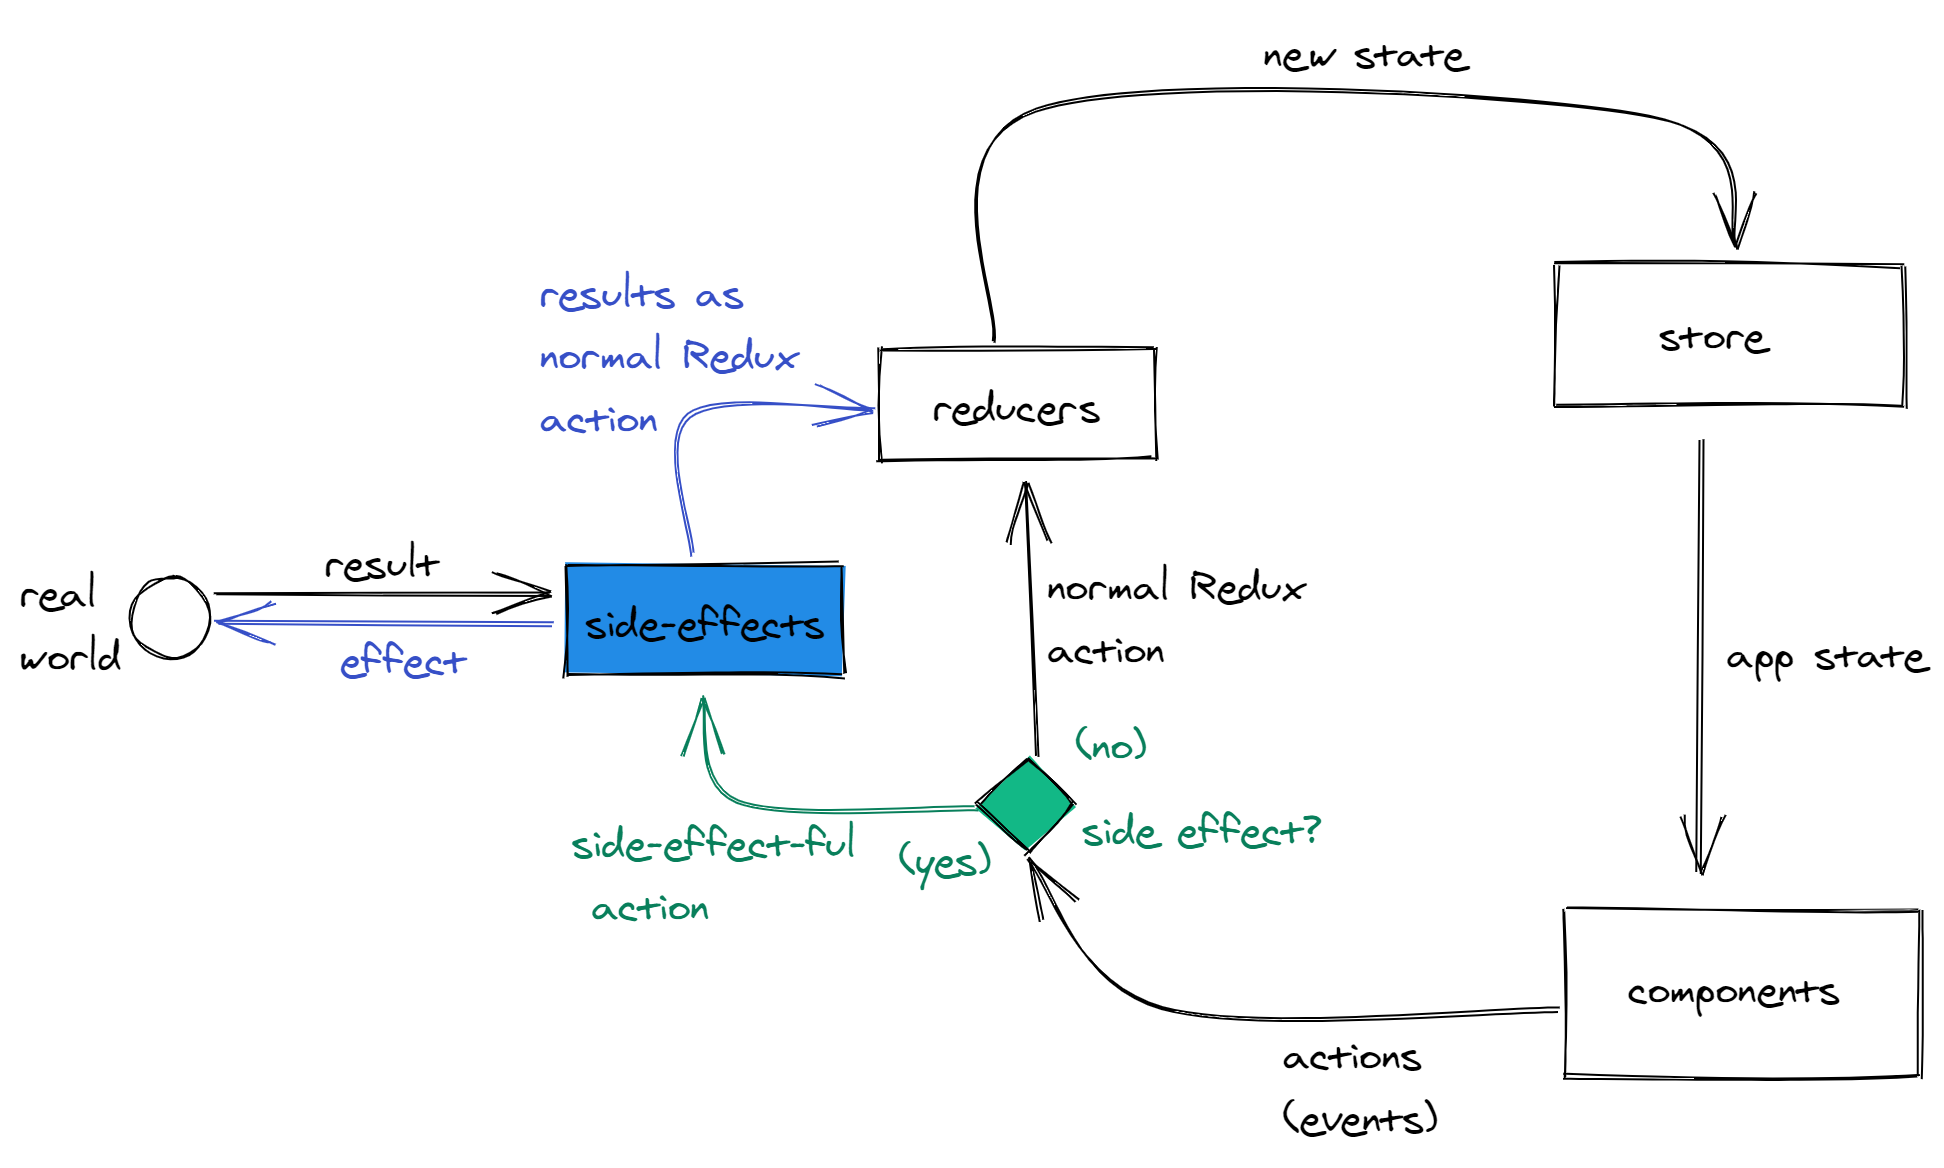 new state
results as
normal Redux
action
reducers
store
real
world
result
effect
side-effects
normal Redux
action
app state
(no)
side effect?
side-effect-ful
action
(yes)
components
actions
(events)